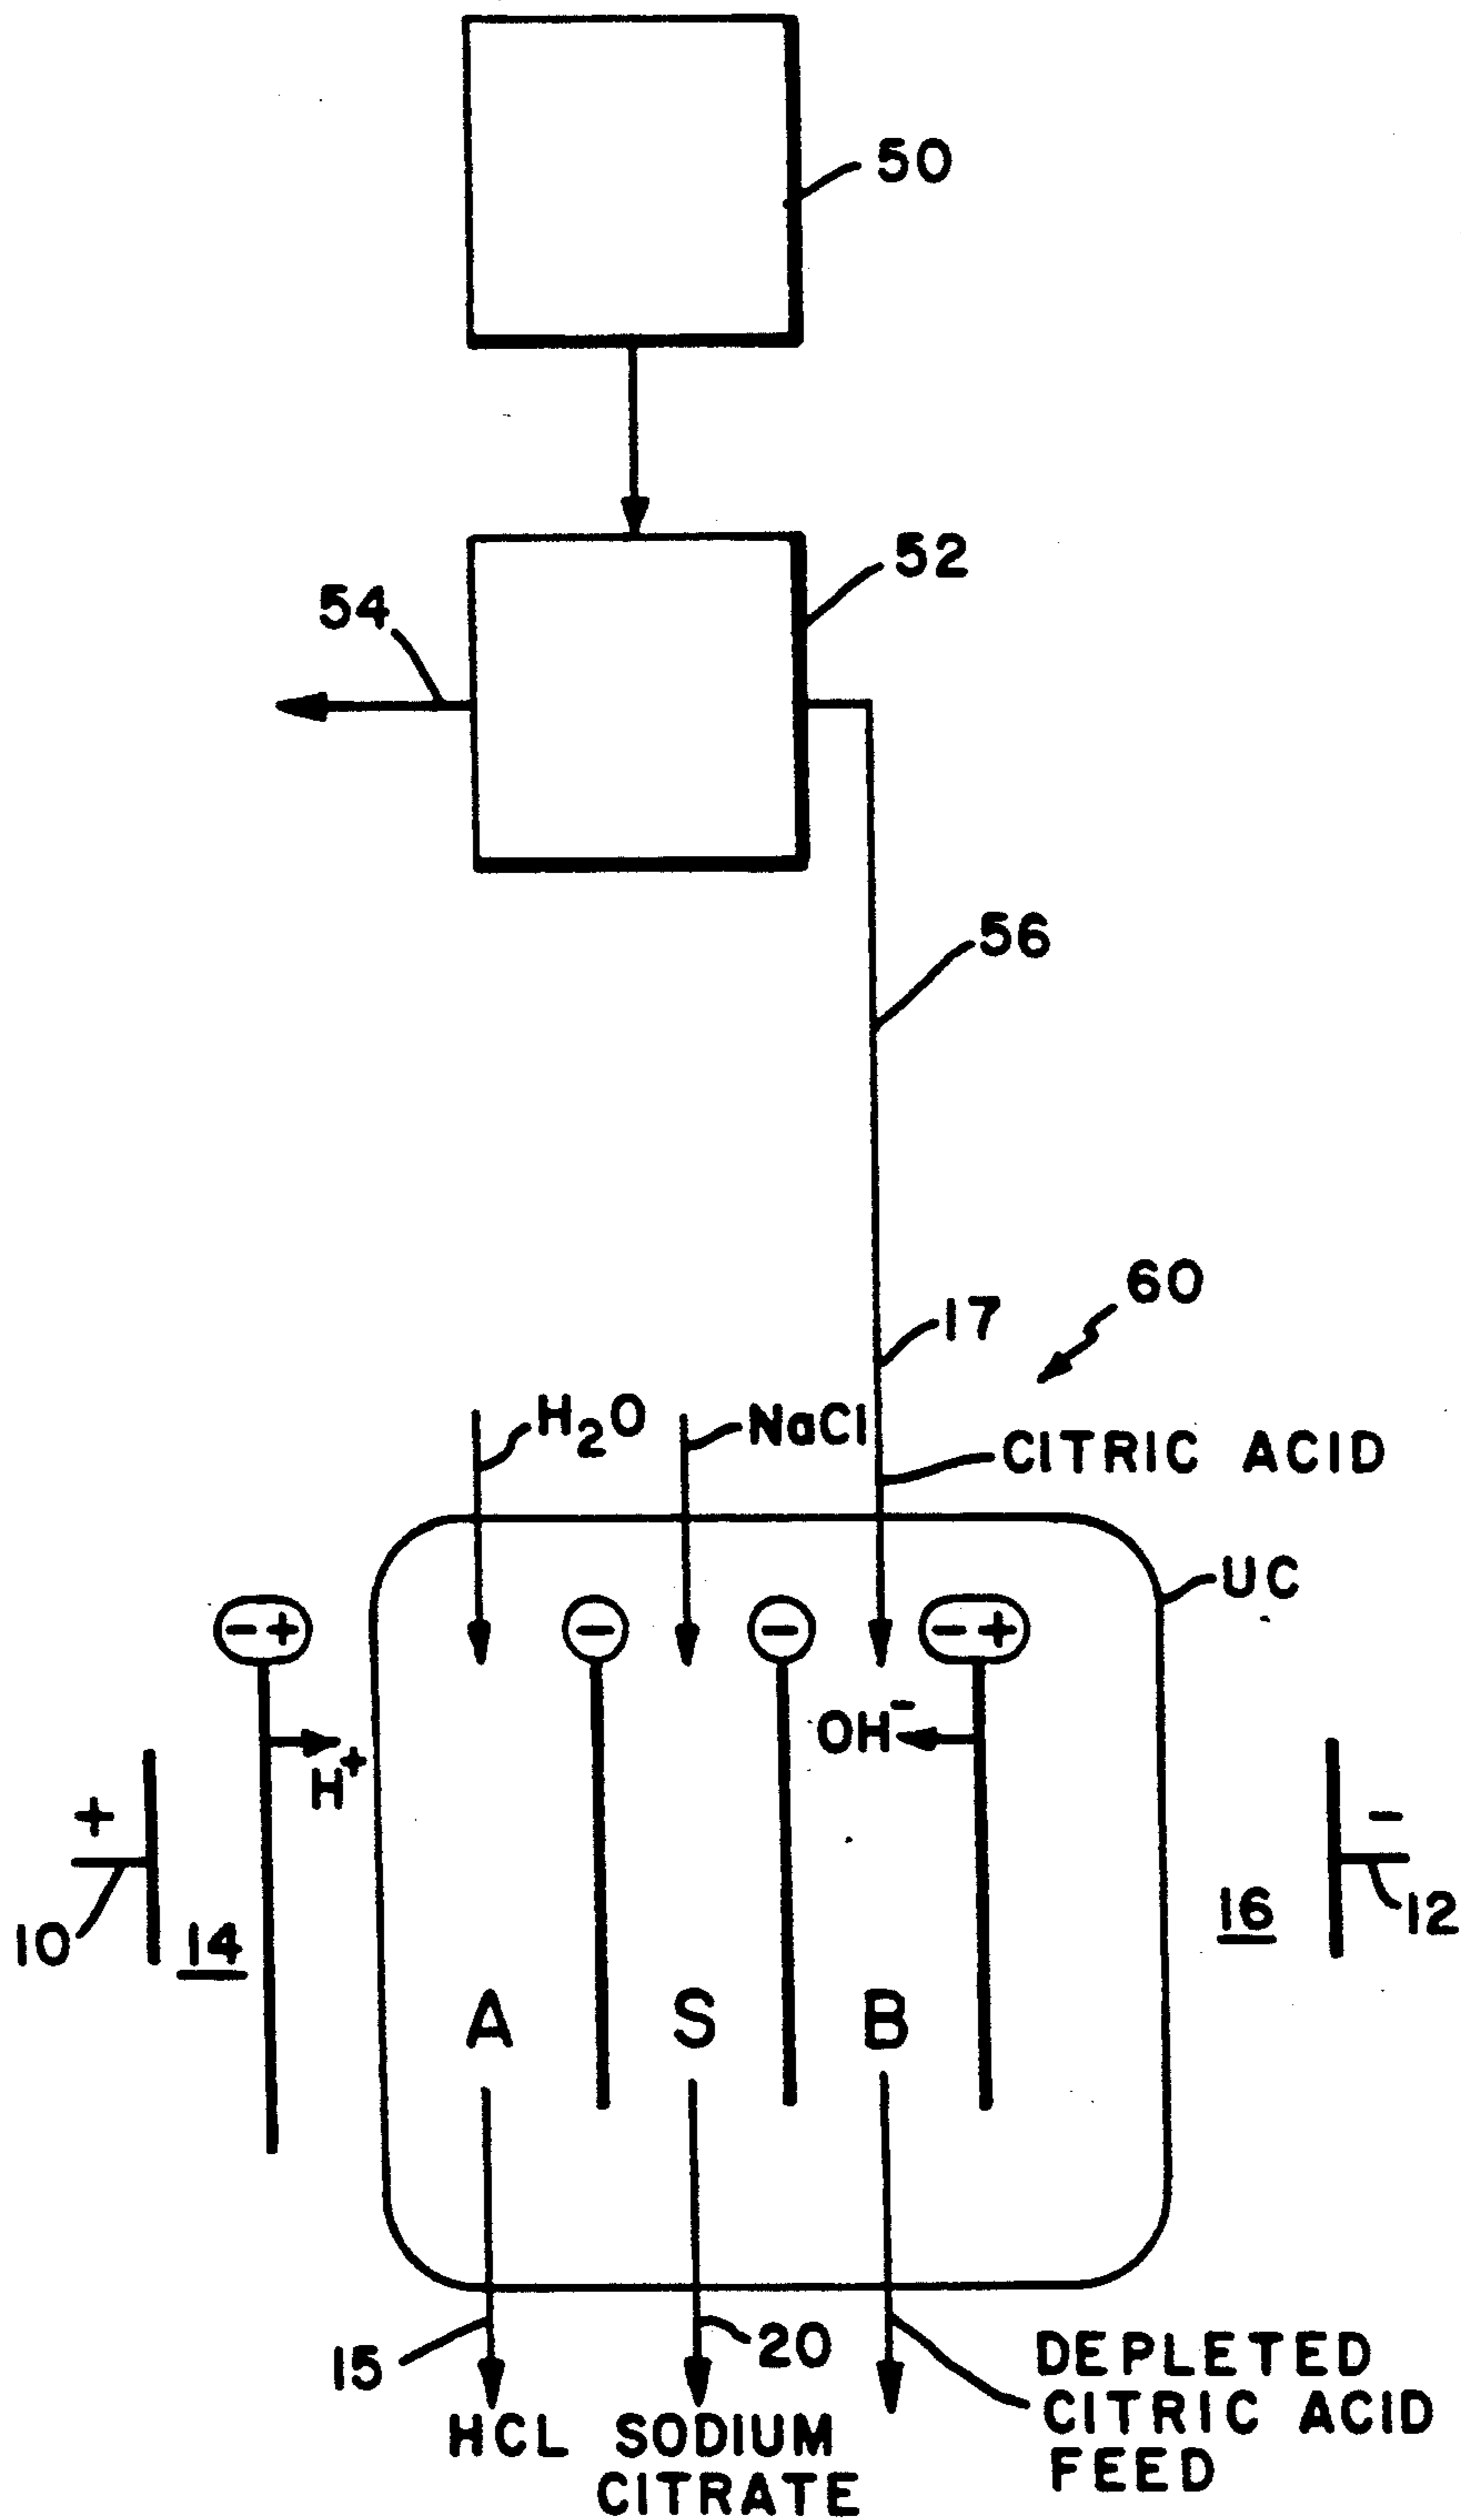 50
52
54
56
60
17
H2O
NaCl
CITRIC ACID
UC
- +
-
-
- +
OH-
H+
+
-
10
14
16
12
A S B
15
20
DEPLETED
CITRIC ACID
FEED
HCL SODIUM
CITRATE